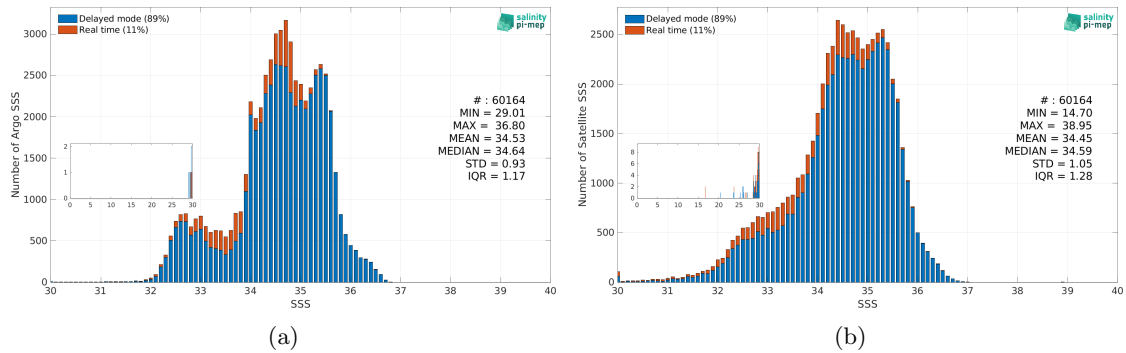 Delayed mode (89%)
Real time (11%)
salinity
pi-mep
3000
2500
2000
1500
1000
500
0
Number of Argo SSS
# : 60164
MIN = 29.01
MAX = 36.80
MEAN = 34.53
MEDIAN = 34.64
STD = 0.93
IQR = 1.17
2
1
0
0 5 10 15 20 25 30
30 31 32 33 34 35 36 37 38 39 40
SSS
(a)
Delayed mode (89%)
Real time (11%)
salinity
pi-mep
2500
2000
1500
1000
500
0
Number of Satellite SSS
# : 60164
MIN = 14.70
MAX = 38.95
MEAN = 34.45
MEDIAN = 34.59
STD = 1.05
IQR = 1.28
8
6
4
2
0
0 5 10 15 20 25 30
30 31 32 33 34 35 36 37 38 39 40
SSS
(b)